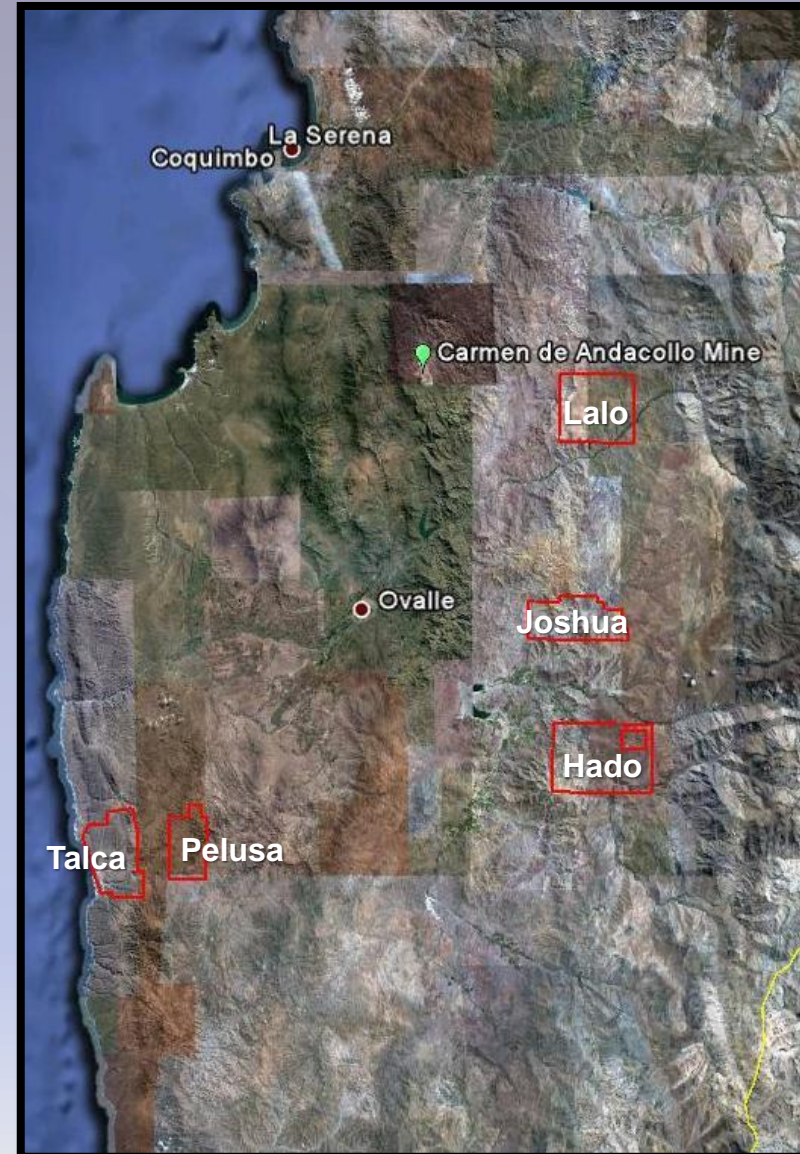 La Serena
Coquimbo
Carmen de Andacollo Mine
Lalo
Ovalle
Joshua
Hado
Talca
Pelusa